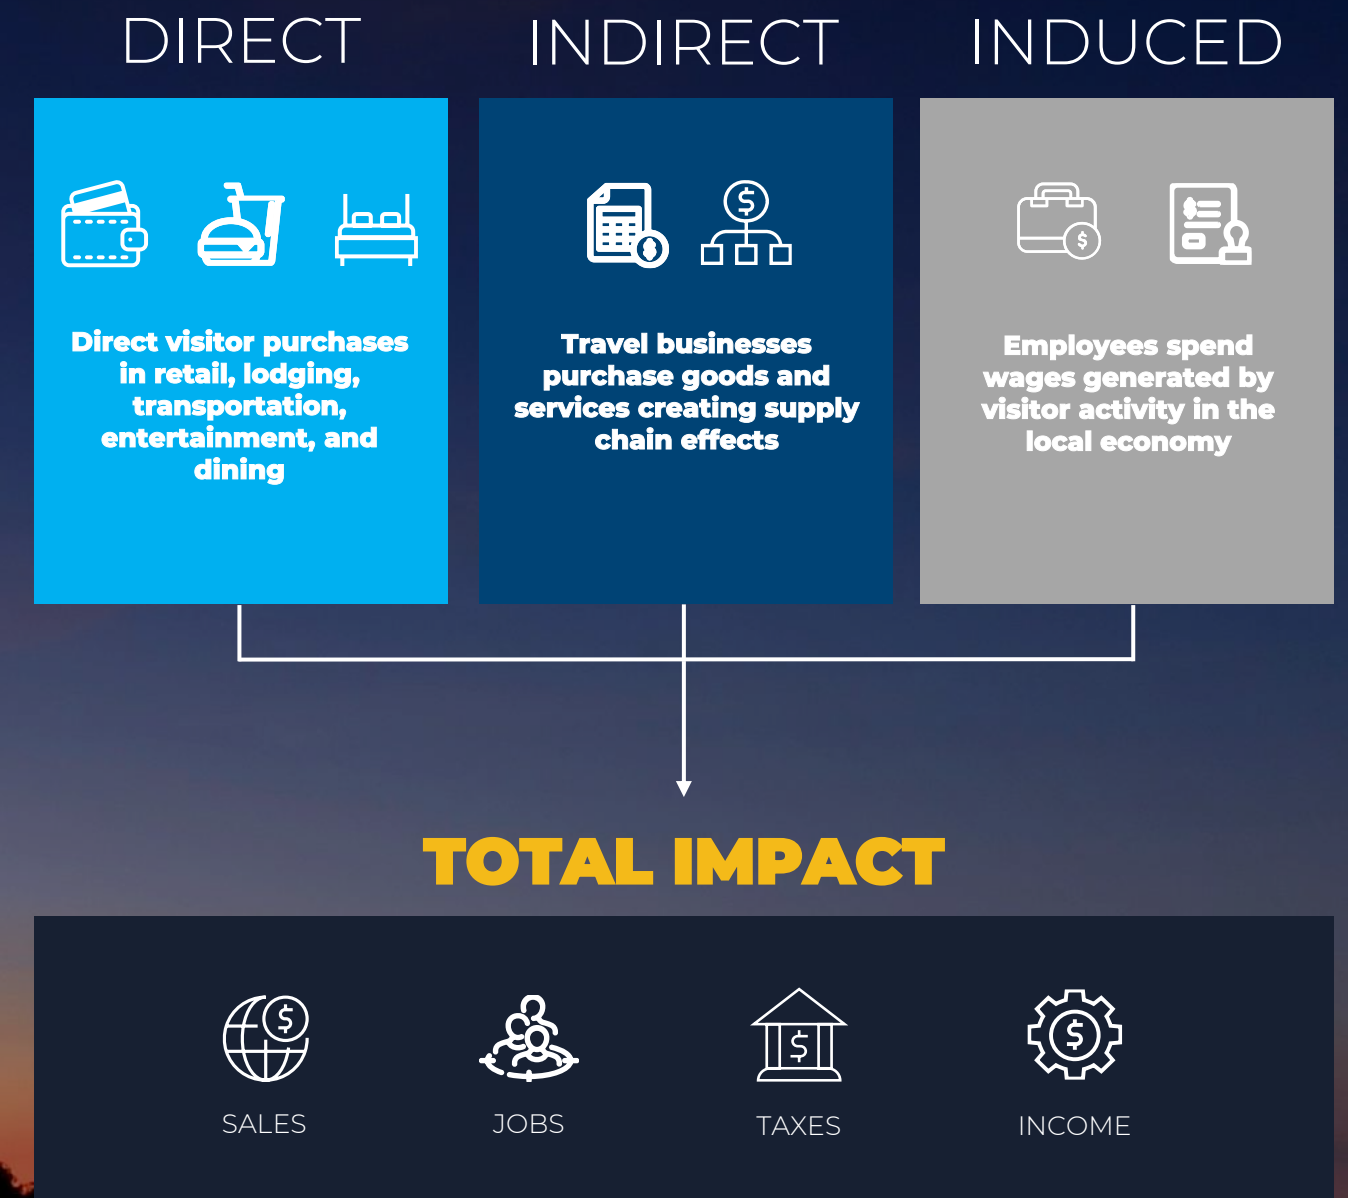 DIRECT
INDIRECT
INDUCED
Direct visitor purchases
in retail, lodging,
transportation,
entertainment, and
dining
Travel businesses
purchase goods and
services creating supply
chain effects
Employees spend
wages generated by
visitor activity in the
local economy
TOTAL IMPACT
SALES
JOBS
TAXES
INCOME